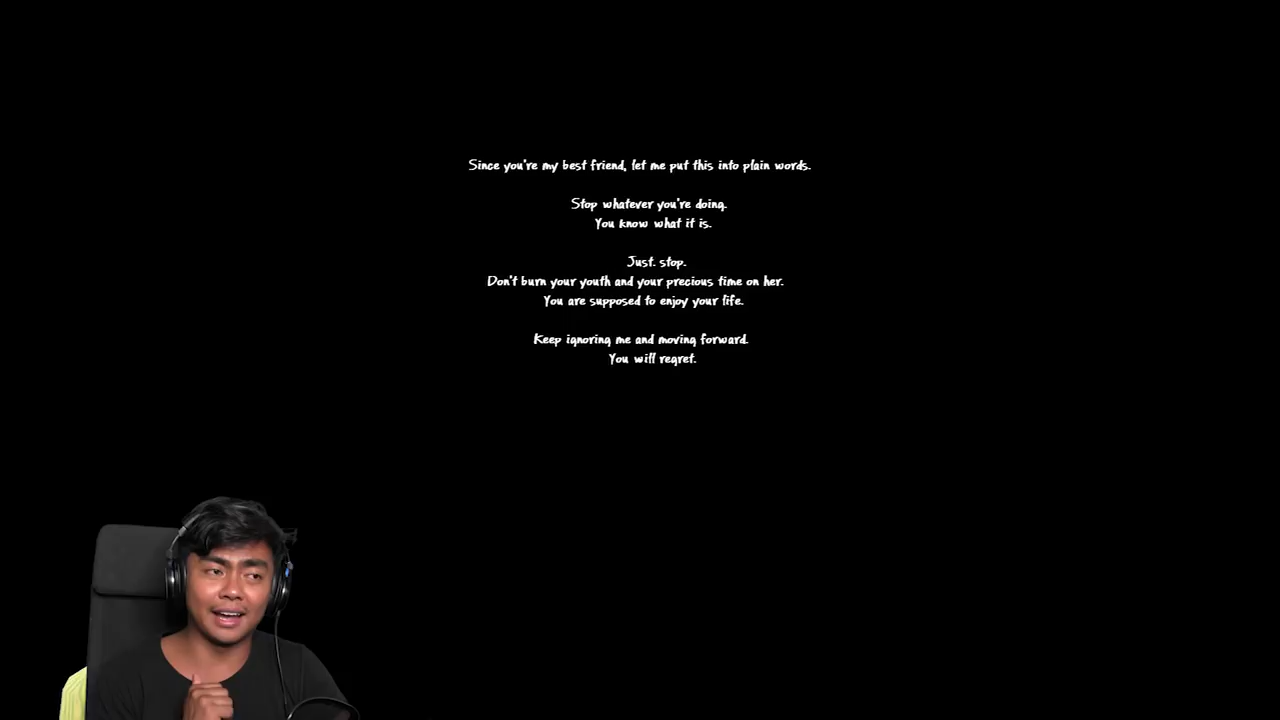 Since you're my best friend, let me put this into plain words.
Stop whatever you're doing.
You know what it is.
Just. stop.
Don't burn your youth and your precious time on her.
You are supposed to enjoy your life.
Keep ignoring me and moving forward.
You will regret.